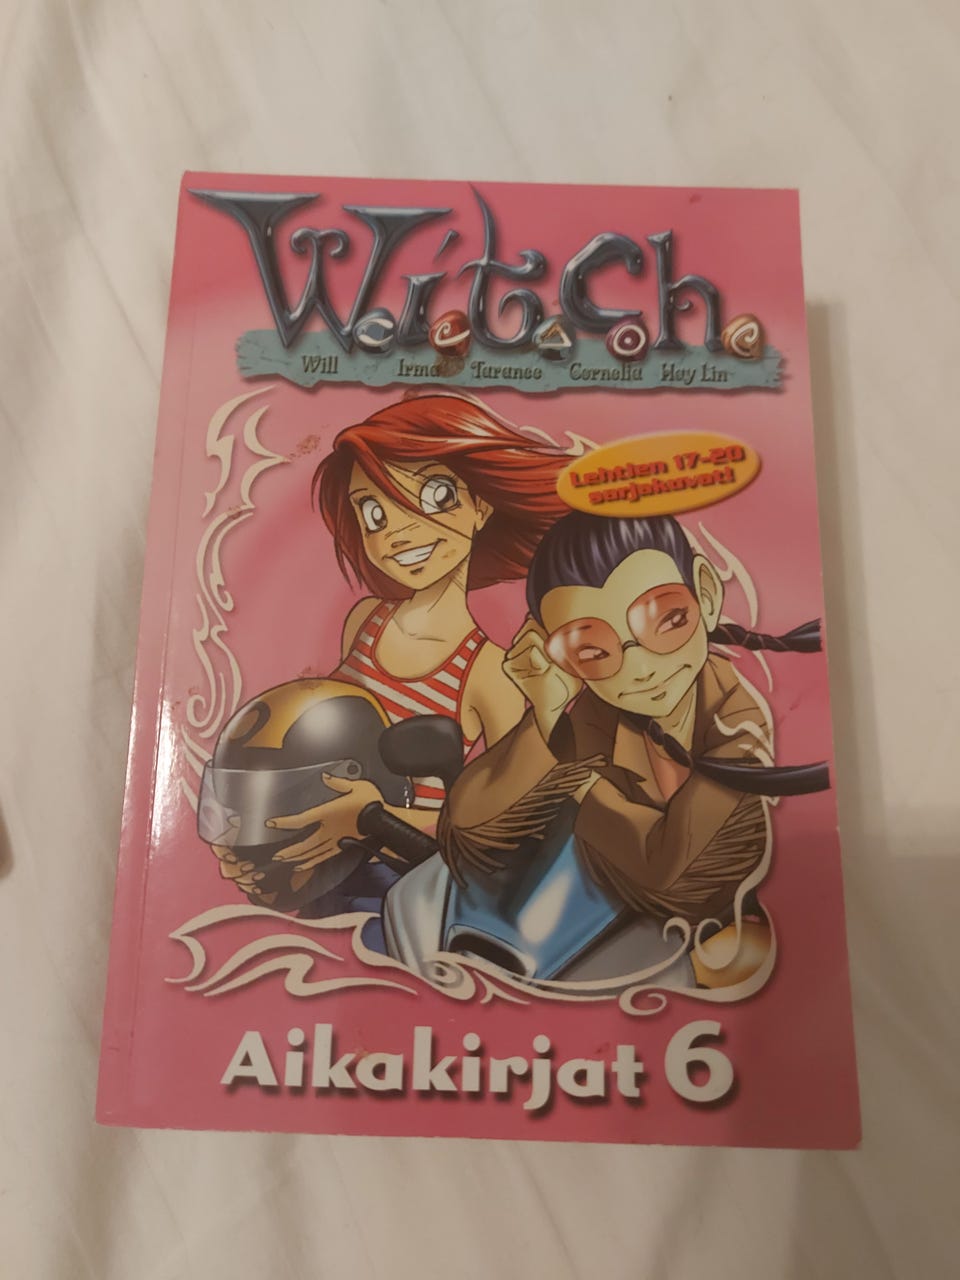 W.i.t.c.h.
Will Irma Taranee Cornelia Hay Lin
Lehtien 17-20
sarjakuvat!
Aikakirjat 6